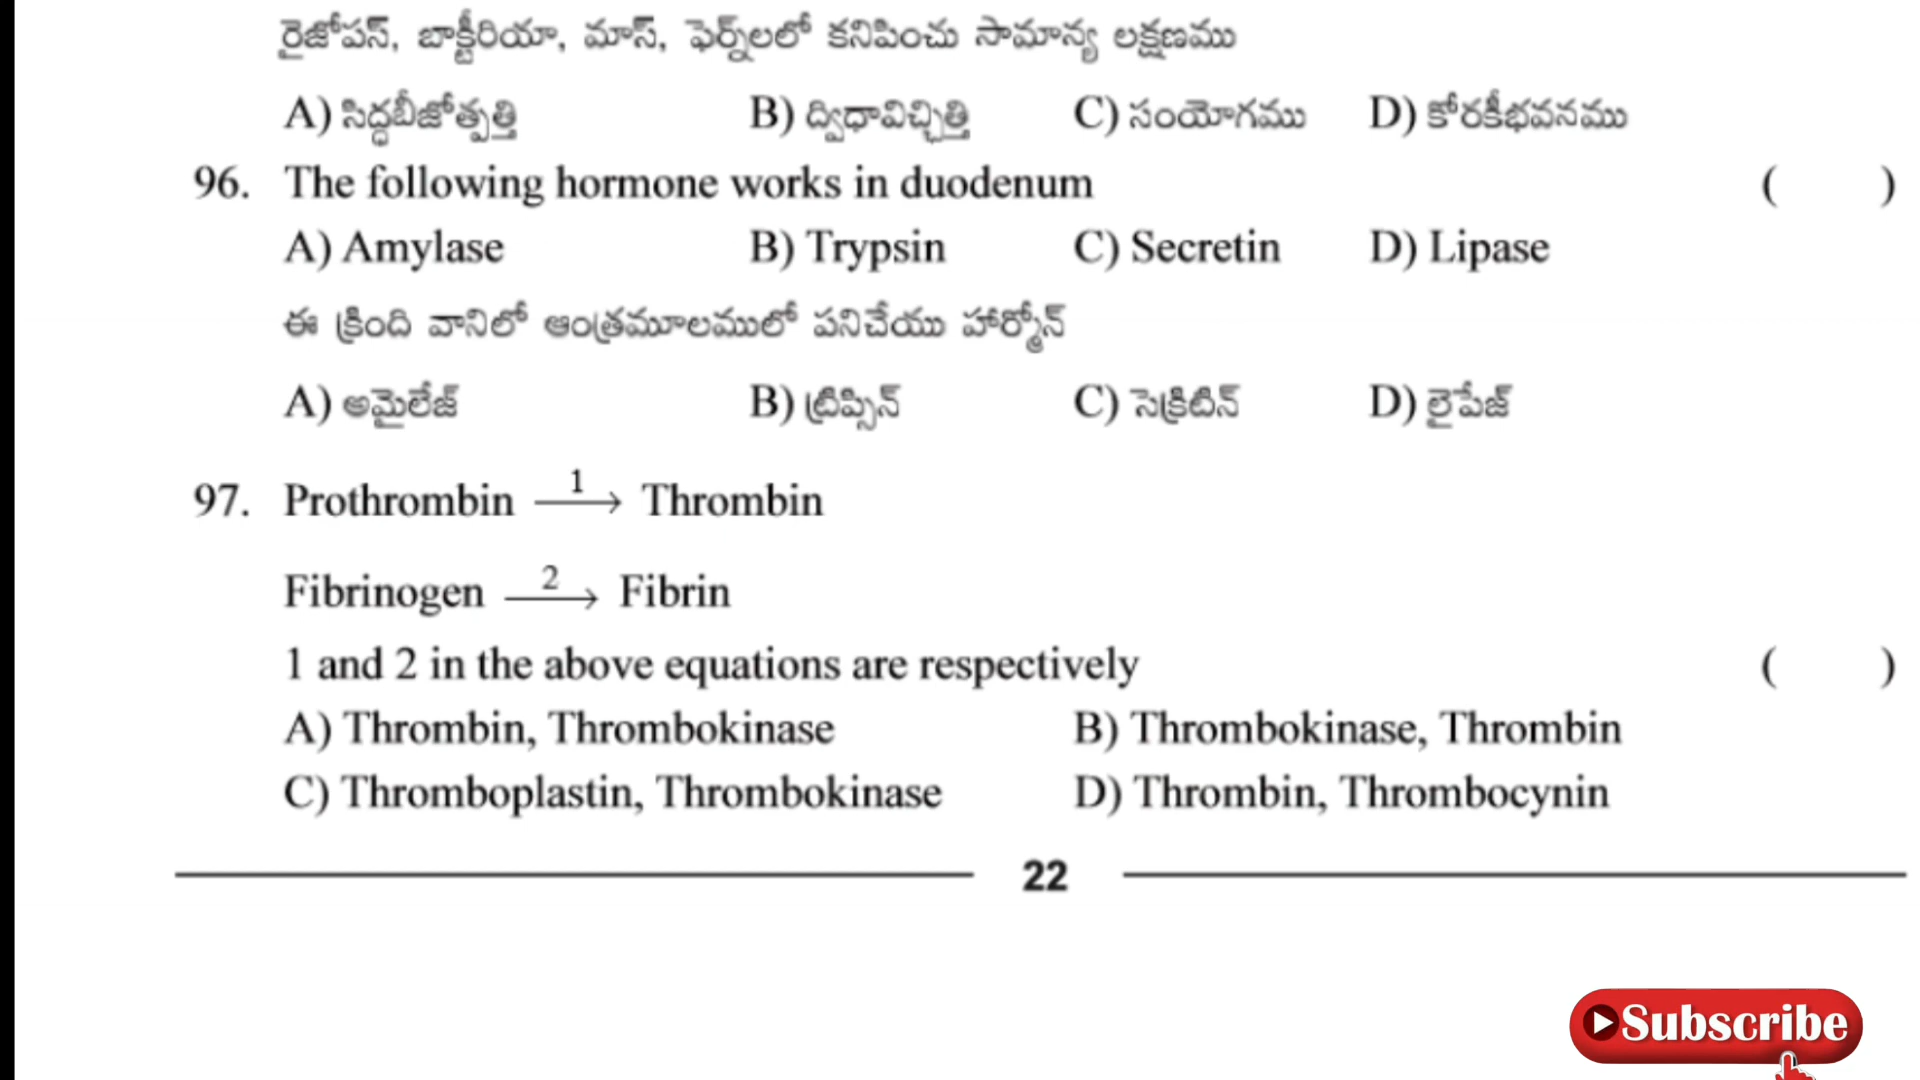 రైజోపస్, బాక్టీరియా, మాస్, ఫెర్న్‌లలో కనిపించు సామాన్య లక్షణము
A) సిద్ధబీజోత్పత్తి B) ద్విధావిచ్ఛిత్తి C) సంయోగము D) కోరకీభవనము
96. The following hormone works in duodenum ( )
A) Amylase B) Trypsin C) Secretin D) Lipase
ఈ క్రింది వానిలో ఆంత్రమూలములో పనిచేయు హార్మోన్
A) అమైలేజ్ B) ట్రిప్సిన్ C) సెక్రిటిన్ D) లైపేజ్
97. Prothrombin —1→ Thrombin
Fibrinogen —2→ Fibrin
1 and 2 in the above equations are respectively ( )
A) Thrombin, Thrombokinase B) Thrombokinase, Thrombin
C) Thromboplastin, Thrombokinase D) Thrombin, Thrombocynin
22
Subscribe